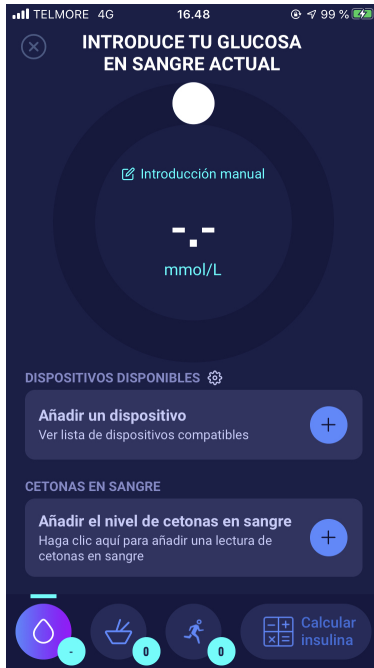 TELMORE 4G 16.48 99 %
INTRODUCE TU GLUCOSA
EN SANGRE ACTUAL
Introducción manual
-.-
mmol/L
DISPOSITIVOS DISPONIBLES
Añadir un dispositivo
Ver lista de dispositivos compatibles
CETONAS EN SANGRE
Añadir el nivel de cetonas en sangre
Haga clic aquí para añadir una lectura de
cetonas en sangre
- 0 0
Calcular
insulina